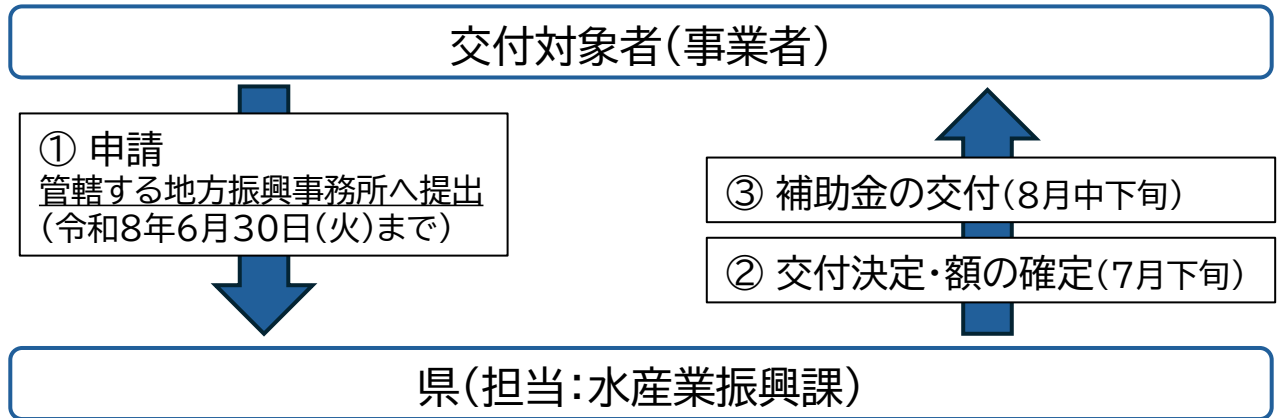 交付対象者(事業者)
① 申請
管轄する地方振興事務所へ提出
(令和8年6月30日(火)まで)
③ 補助金の交付(8月中下旬)
② 交付決定・額の確定(7月下旬)
県(担当:水産業振興課)